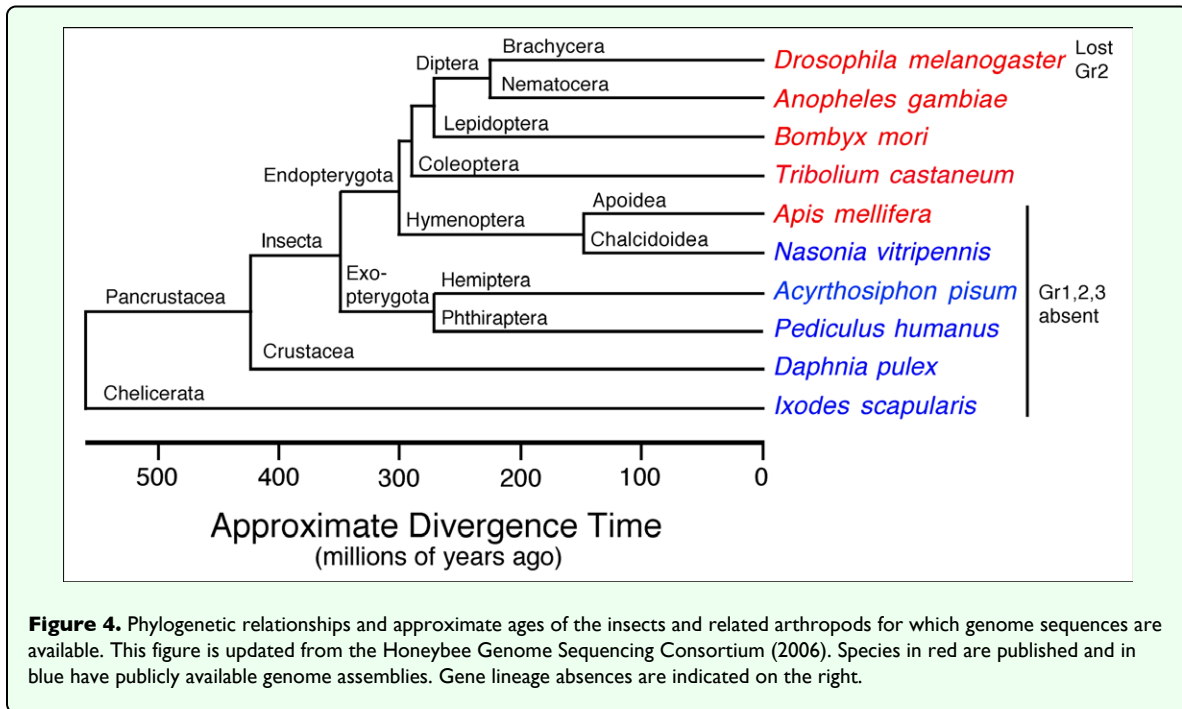 Brachycera
Drosophila melanogaster
Lost
Gr2
Diptera
Nematocera
Anopheles gambiae
Lepidoptera
Bombyx mori
Coleoptera
Tribolium castaneum
Endopterygota
Apoidea
Apis mellifera
Hymenoptera
Chalcidoidea
Nasonia vitripennis
Insecta
Exo-
pterygota
Hemiptera
Acyrthosiphon pisum
Gr1,2,3
absent
Pancrustacea
Phthiraptera
Pediculus humanus
Crustacea
Daphnia pulex
Chelicerata
Ixodes scapularis
500 400 300 200 100 0
Approximate Divergence Time
(millions of years ago)
Figure 4. Phylogenetic relationships and approximate ages of the insects and related arthropods for which genome sequences are
available. This figure is updated from the Honeybee Genome Sequencing Consortium (2006). Species in red are published and in
blue have publicly available genome assemblies. Gene lineage absences are indicated on the right.